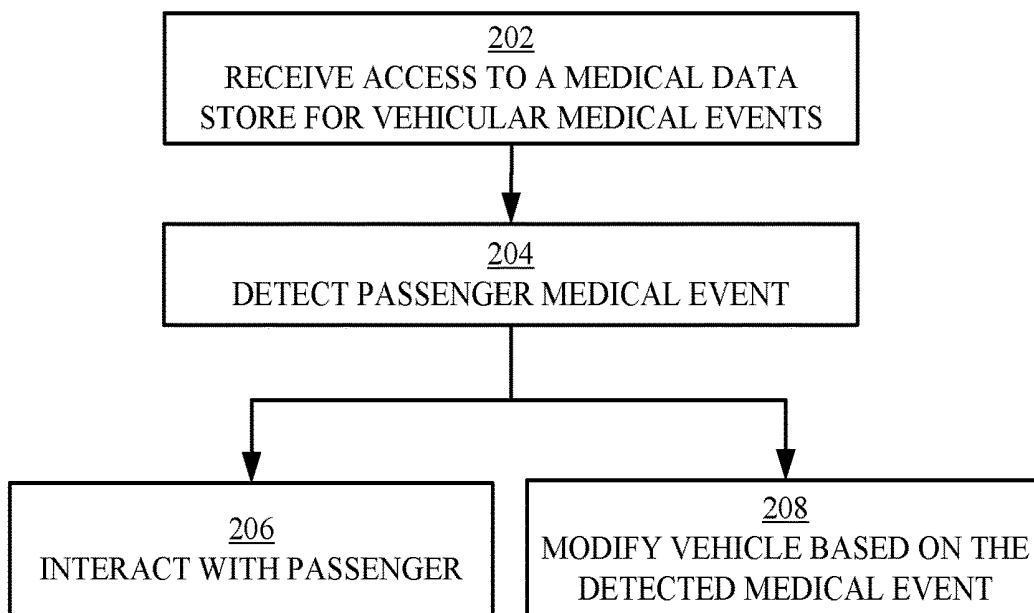 202
RECEIVE ACCESS TO A MEDICAL DATA
STORE FOR VEHICULAR MEDICAL EVENTS
204
DETECT PASSENGER MEDICAL EVENT
206
INTERACT WITH PASSENGER
208
MODIFY VEHICLE BASED ON THE
DETECTED MEDICAL EVENT